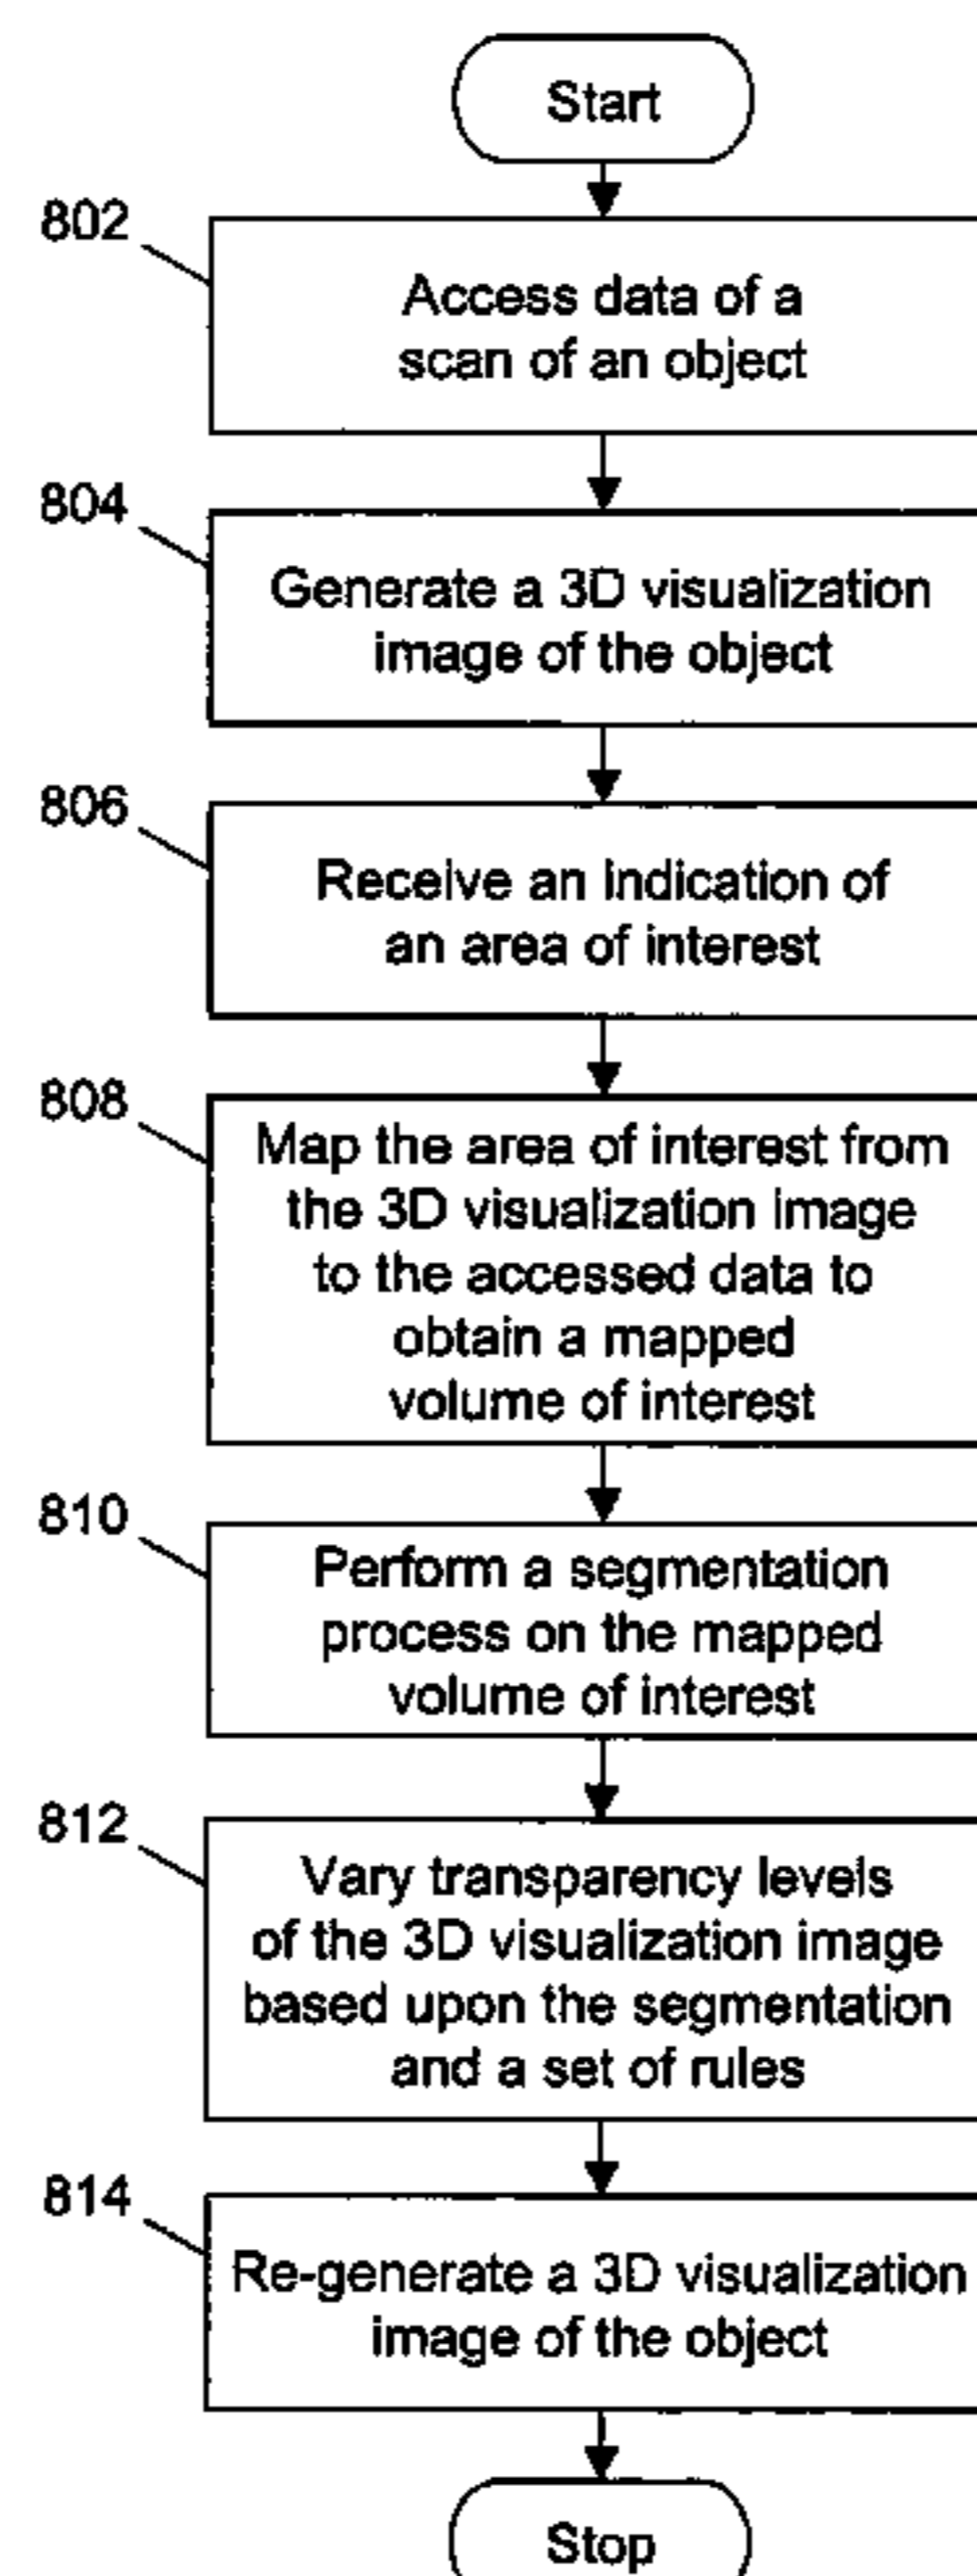 Start
802
Access data of a
scan of an object
804
Generate a 3D visualization
image of the object
806
Receive an Indication of
an area of interest
808
Map the area of interest from
the 3D visualization image
to the accessed data to
obtain a mapped
volume of interest
810
Perform a segmentation
process on the mapped
volume of interest
812
Vary transparency levels
of the 3D visualization image
based upon the segmentation
and a set of rules
814
Re-generate a 3D visualization
image of the object
Stop